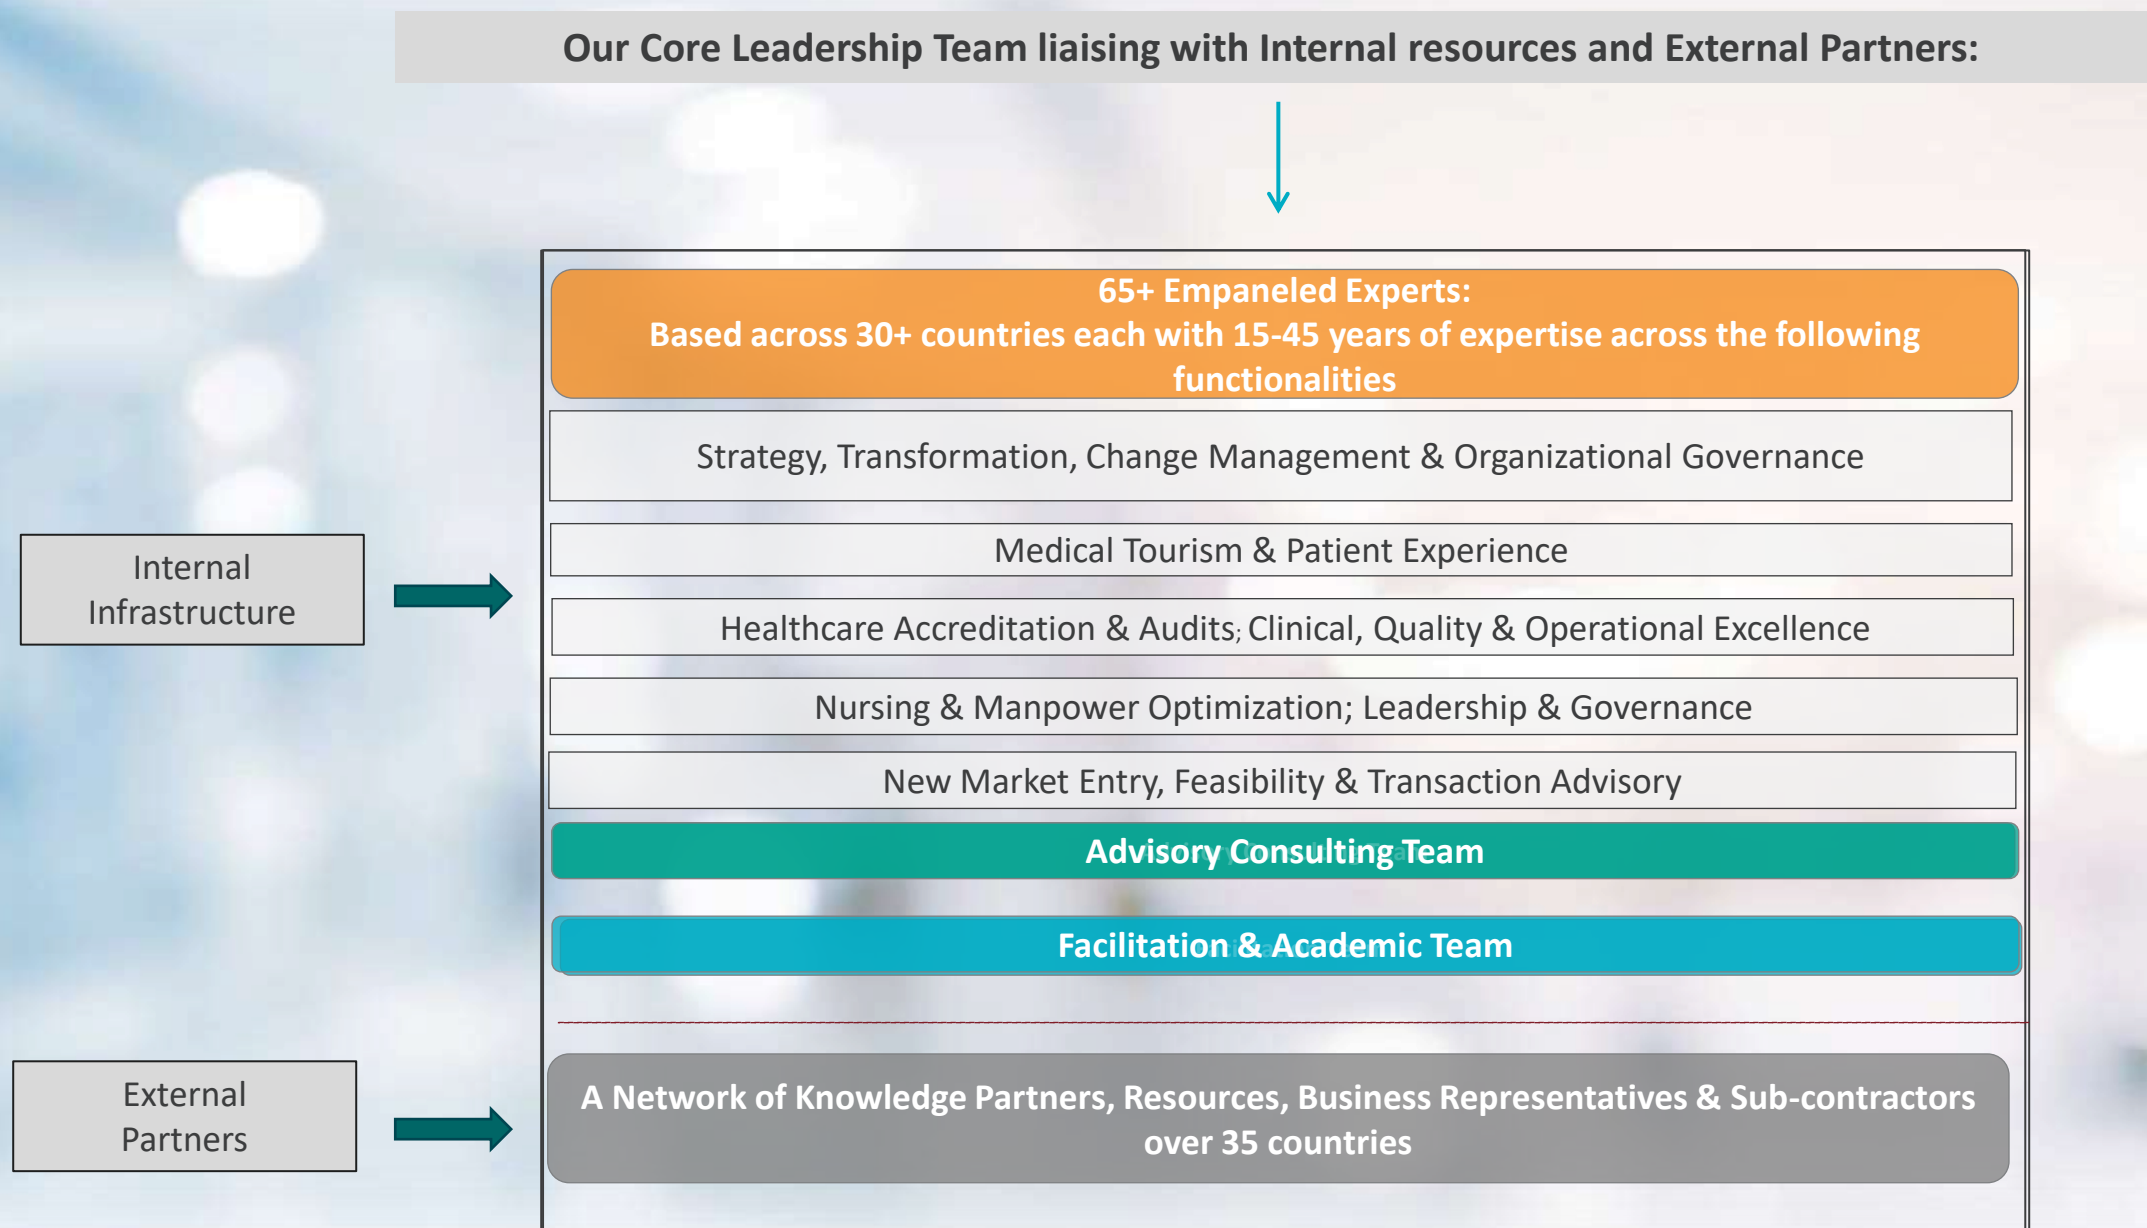 Our Core Leadership Team liaising with Internal resources and External Partners:
65+ Empaneled Experts:
Based across 30+ countries each with 15-45 years of expertise across the following
functionalities
Strategy, Transformation, Change Management & Organizational Governance
Medical Tourism & Patient Experience
Internal
Infrastructure
Healthcare Accreditation & Audits; Clinical, Quality & Operational Excellence
Nursing & Manpower Optimization; Leadership & Governance
New Market Entry, Feasibility & Transaction Advisory
Advisory Consulting Team
Facilitation & Academic Team
External
Partners
A Network of Knowledge Partners, Resources, Business Representatives & Sub-contractors
over 35 countries